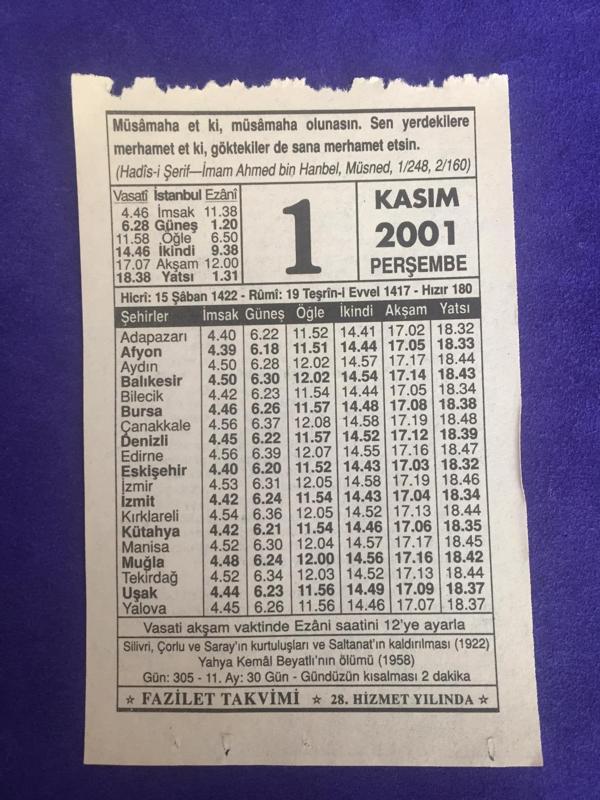 Müsâmaha et ki, müsâmaha olunasın. Sen yerdekilere
merhamet et ki, göktekiler de sana merhamet etsin.
(Hadîs-i Şerif—İmam Ahmed bin Hanbel, Müsned, 1/248, 2/160)
Vasatî İstanbul Ezânî
4.46 İmsak 11.38
6.28 Güneş 1.20
11.58 Öğle 6.50
14.46 İkindi 9.38
17.07 Akşam 12.00
18.38 Yatsı 1.31
1
KASIM
2001
PERŞEMBE
Hicrî: 15 Şâban 1422 - Rûmî: 19 Teşrîn-i Evvel 1417 - Hızır 180
Şehirler İmsak Güneş Öğle İkindi Akşam Yatsı
Adapazarı 4.40 6.22 11.52 14.41 17.02 18.32
Afyon 4.39 6.18 11.51 14.44 17.05 18.33
Aydın 4.50 6.28 12.02 14.57 17.17 18.44
Balıkesir 4.50 6.30 12.02 14.54 17.14 18.43
Bilecik 4.42 6.23 11.54 14.44 17.05 18.34
Bursa 4.46 6.26 11.57 14.48 17.08 18.38
Çanakkale 4.56 6.37 12.08 14.58 17.19 18.48
Denizli 4.45 6.22 11.57 14.52 17.12 18.39
Edirne 4.56 6.39 12.07 14.55 17.16 18.47
Eskişehir 4.40 6.20 11.52 14.43 17.03 18.32
İzmir 4.53 6.31 12.05 14.58 17.19 18.46
İzmit 4.42 6.24 11.54 14.43 17.04 18.34
Kırklareli 4.54 6.36 12.05 14.52 17.13 18.44
Kütahya 4.42 6.21 11.54 14.46 17.06 18.35
Manisa 4.52 6.30 12.04 14.57 17.17 18.45
Muğla 4.48 6.24 12.00 14.56 17.16 18.42
Tekirdağ 4.52 6.34 12.03 14.52 17.13 18.44
Uşak 4.44 6.23 11.56 14.49 17.09 18.37
Yalova 4.45 6.26 11.56 14.46 17.07 18.37
Vasati akşam vaktinde Ezâni saatini 12'ye ayarla
Silivri, Çorlu ve Saray'ın kurtuluşları ve Saltanat'ın kaldırılması (1922)
Yahya Kemâl Beyatlı'nın ölümü (1958)
Gün: 305 - 11. Ay: 30 Gün - Gündüzün kısalması 2 dakika
☆ FAZİLET TAKVİMİ ☆ 28. HİZMET YILINDA ☆